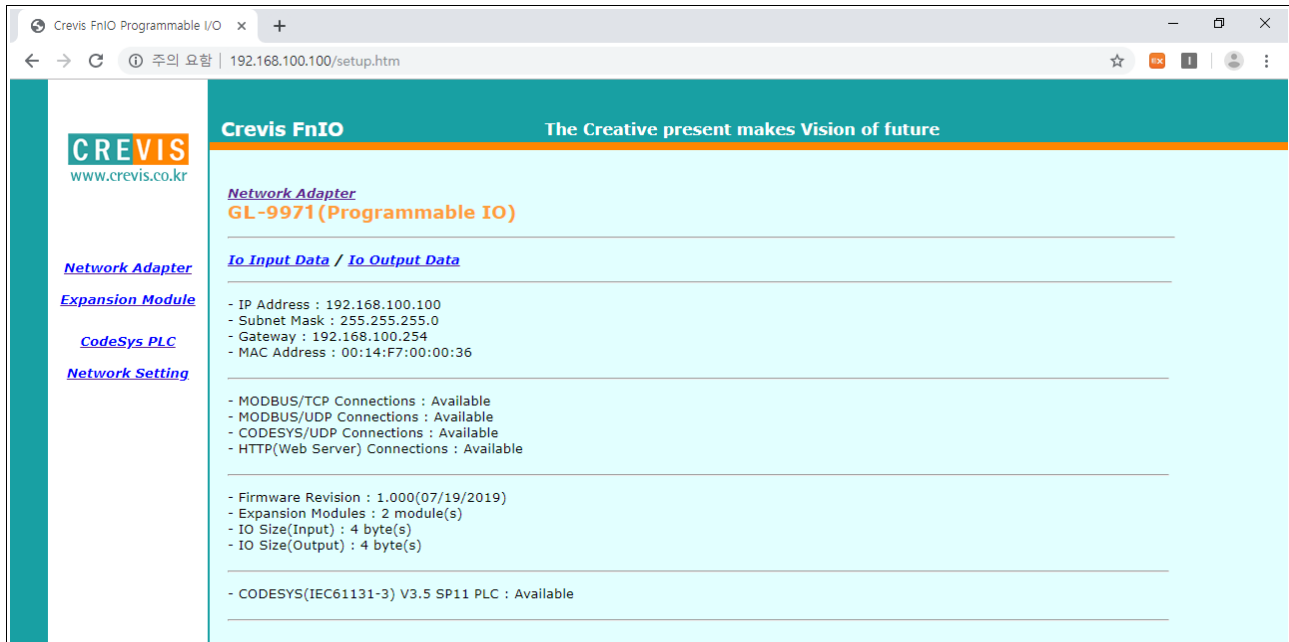 Crevis FnIO Programmable I/O
주의 요함 | 192.168.100.100/setup.htm
CREVIS
www.crevis.co.kr
Network Adapter
Expansion Module
CodeSys PLC
Network Setting
Crevis FnIO The Creative present makes Vision of future
Network Adapter
GL-9971(Programmable IO)
Io Input Data / Io Output Data
- IP Address : 192.168.100.100
- Subnet Mask : 255.255.255.0
- Gateway : 192.168.100.254
- MAC Address : 00:14:F7:00:00:36
- MODBUS/TCP Connections : Available
- MODBUS/UDP Connections : Available
- CODESYS/UDP Connections : Available
- HTTP(Web Server) Connections : Available
- Firmware Revision : 1.000(07/19/2019)
- Expansion Modules : 2 module(s)
- IO Size(Input) : 4 byte(s)
- IO Size(Output) : 4 byte(s)
- CODESYS(IEC61131-3) V3.5 SP11 PLC : Available